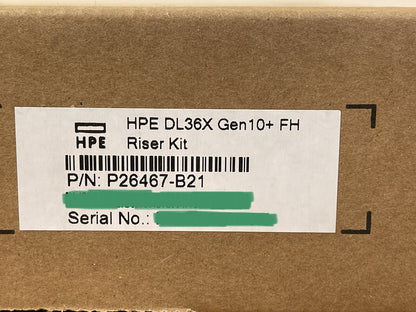 HPE DL36X Gen10+ FH
Riser Kit
HPE
P/N: P26467-B21
Serial No.: